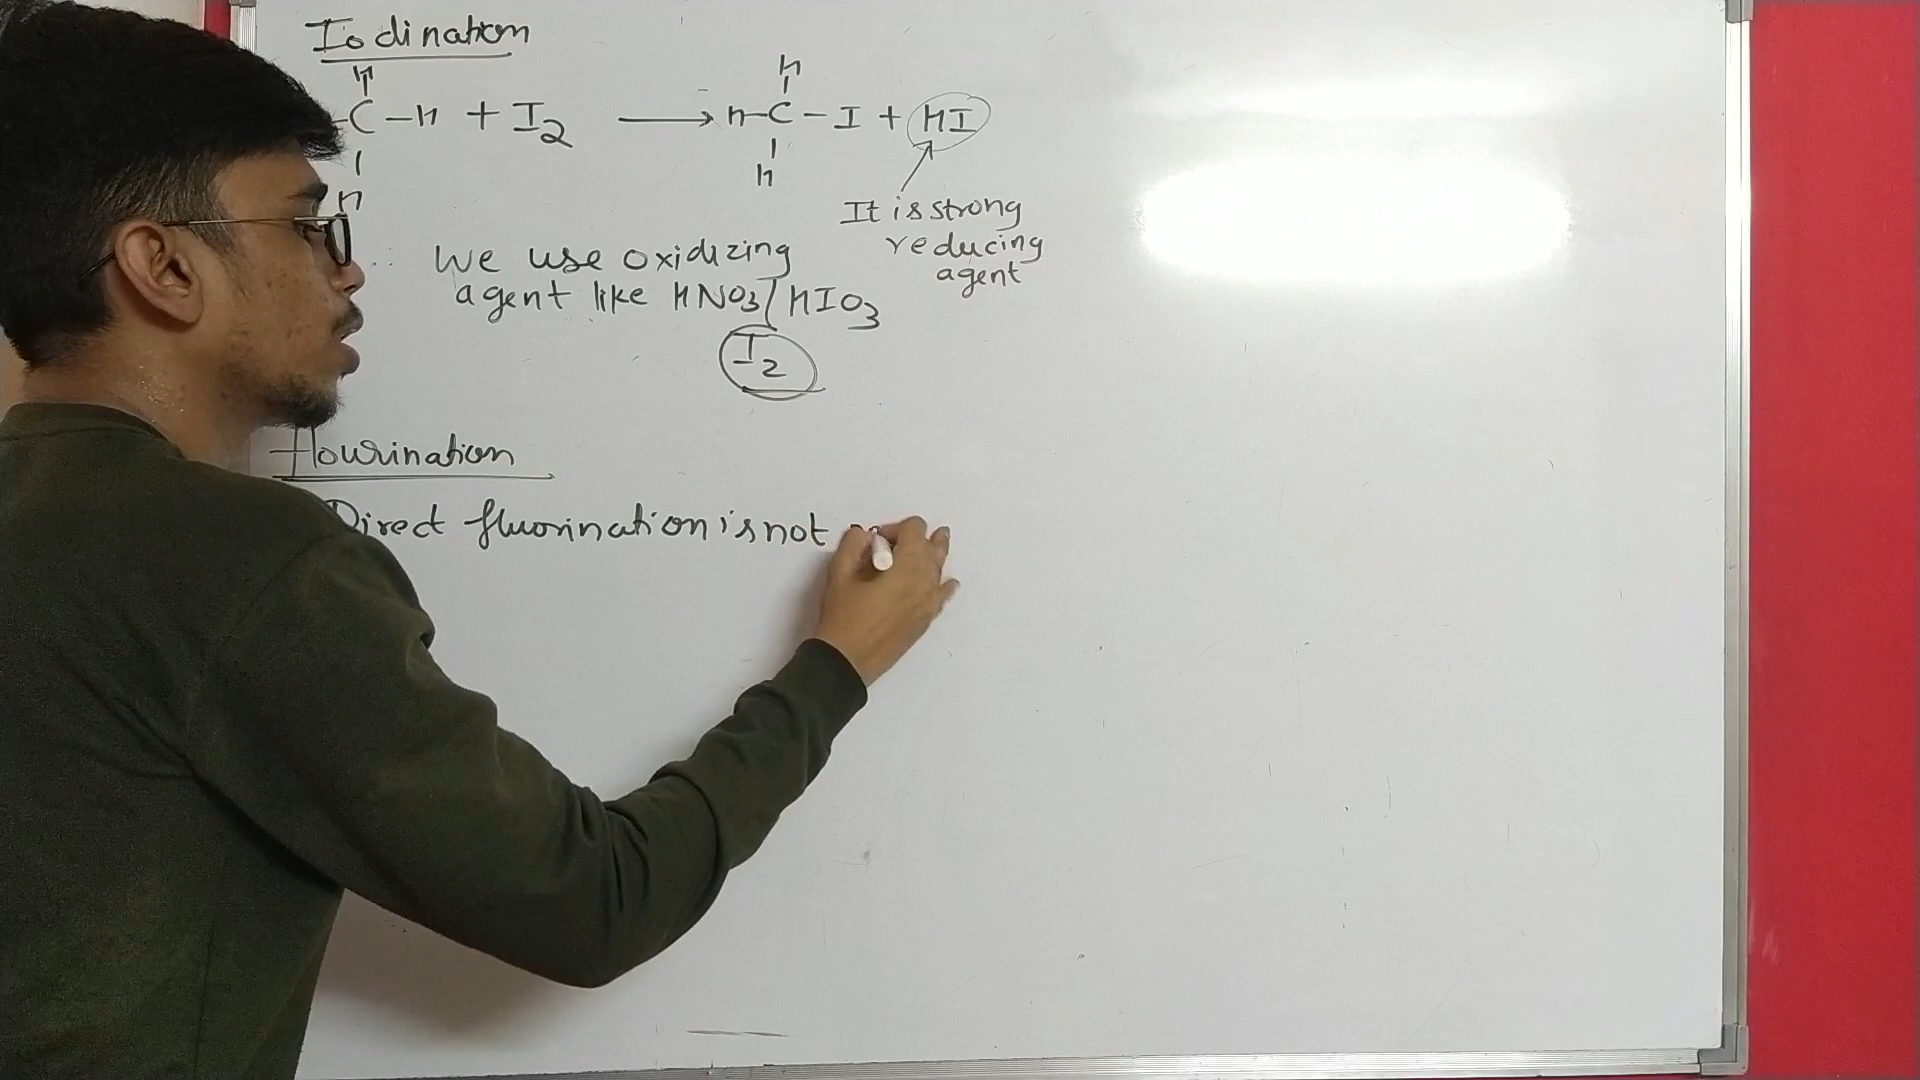 Iodination
H
-C-H + I2 → H-C-I + HI
H
H
H
It is strong
reducing
agent
We use oxidizing
agent like HNO3/HIO3
I2
Flourination
Direct fluorination is not